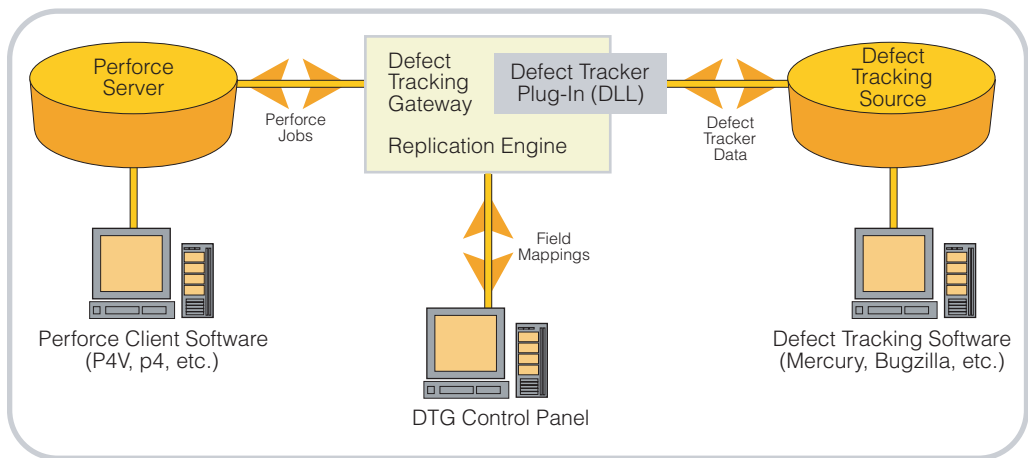 Perforce
Server
Perforce
Jobs
Defect
Tracking
Gateway
Replication Engine
Defect Tracker
Plug-In (DLL)
Defect
Tracker
Data
Defect
Tracking
Source
Field
Mappings
Perforce Client Software
(P4V, p4, etc.)
DTG Control Panel
Defect Tracking Software
(Mercury, Bugzilla, etc.)